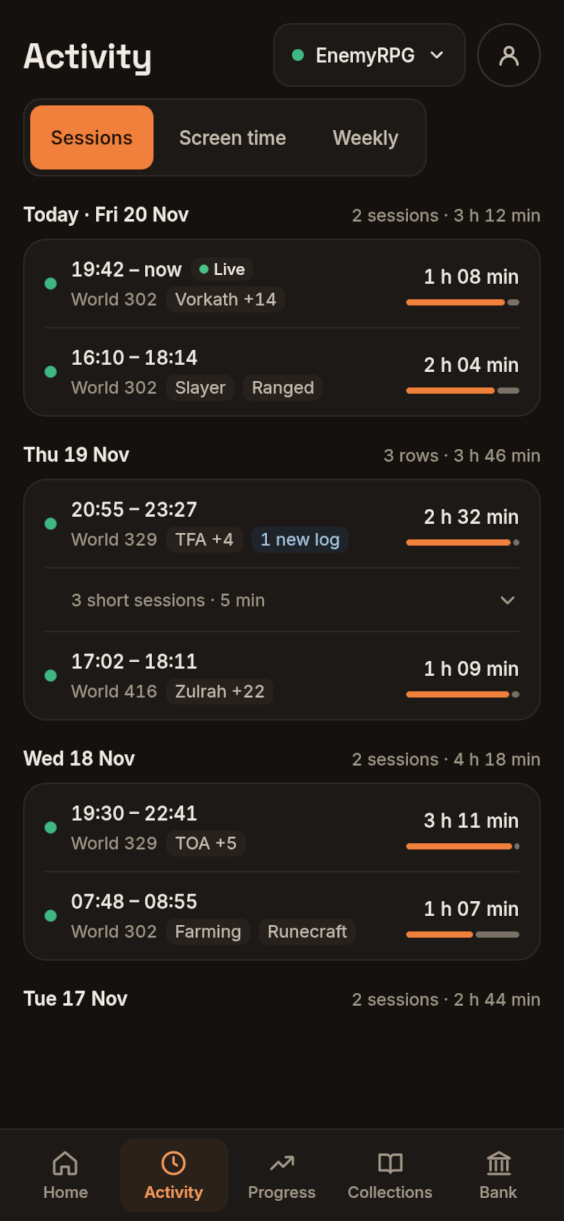 Activity
EnemyRPG
Sessions Screen time Weekly
Today · Fri 20 Nov 2 sessions · 3 h 12 min
19:42 – now Live
1 h 08 min
World 302 Vorkath +14
16:10 – 18:14
2 h 04 min
World 302 Slayer Ranged
Thu 19 Nov 3 rows · 3 h 46 min
20:55 – 23:27
2 h 32 min
World 329 TFA +4 1 new log
3 short sessions · 5 min
17:02 – 18:11
1 h 09 min
World 416 Zulrah +22
Wed 18 Nov 2 sessions · 4 h 18 min
19:30 – 22:41
3 h 11 min
World 329 TOA +5
07:48 – 08:55
1 h 07 min
World 302 Farming Runecraft
Tue 17 Nov 2 sessions · 2 h 44 min
Home Activity Progress Collections Bank